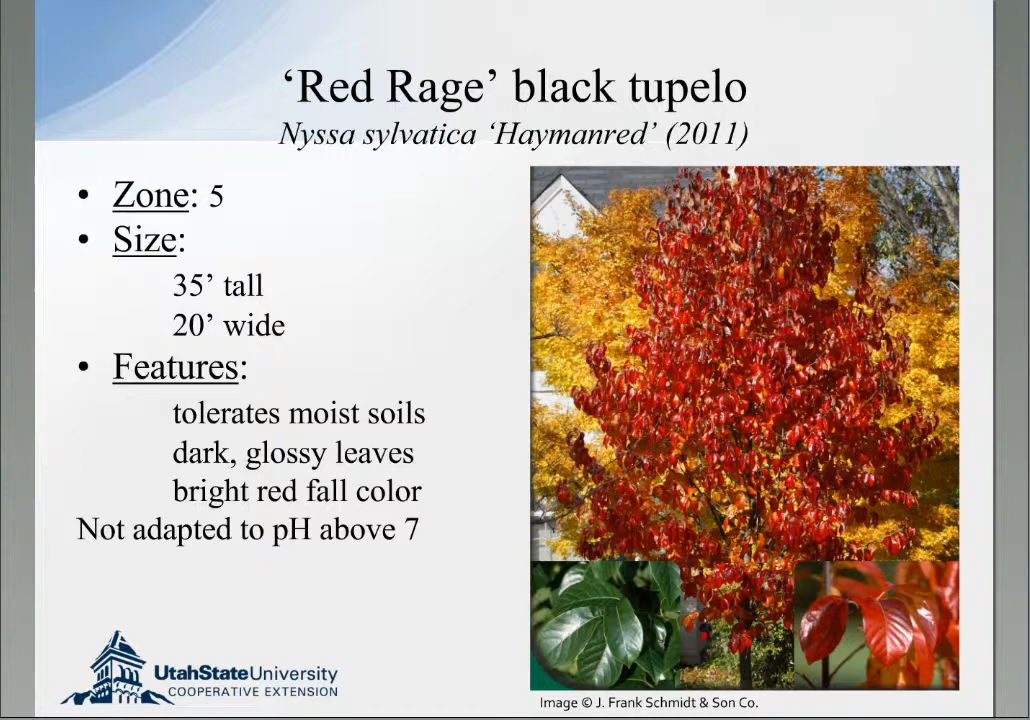 ‘Red Rage’ black tupelo
Nyssa sylvatica ‘Haymanred’ (2011)
• Zone: 5
• Size:
35’ tall
20’ wide
• Features:
tolerates moist soils
dark, glossy leaves
bright red fall color
Not adapted to pH above 7
UtahStateUniversity
COOPERATIVE EXTENSION
Image © J. Frank Schmidt & Son Co.